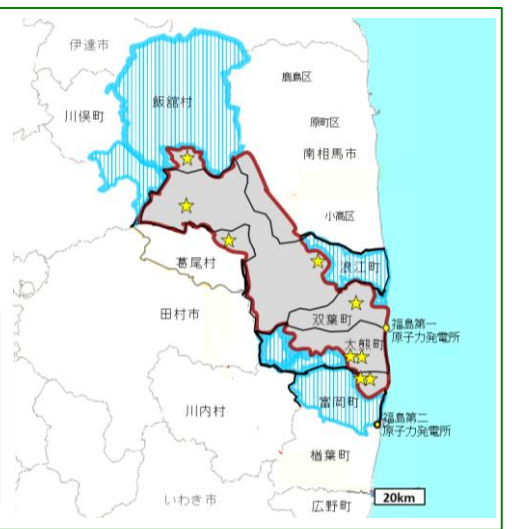 伊達市
鹿島区
飯舘村
川俣町
原町区
南相馬市
小高区
浪江町
葛尾村
田村市
双葉町
福島第一
原子力発電所
大熊町
富岡町
川内村
福島第二
原子力発電所
楢葉町
いわき市
広野町
20km